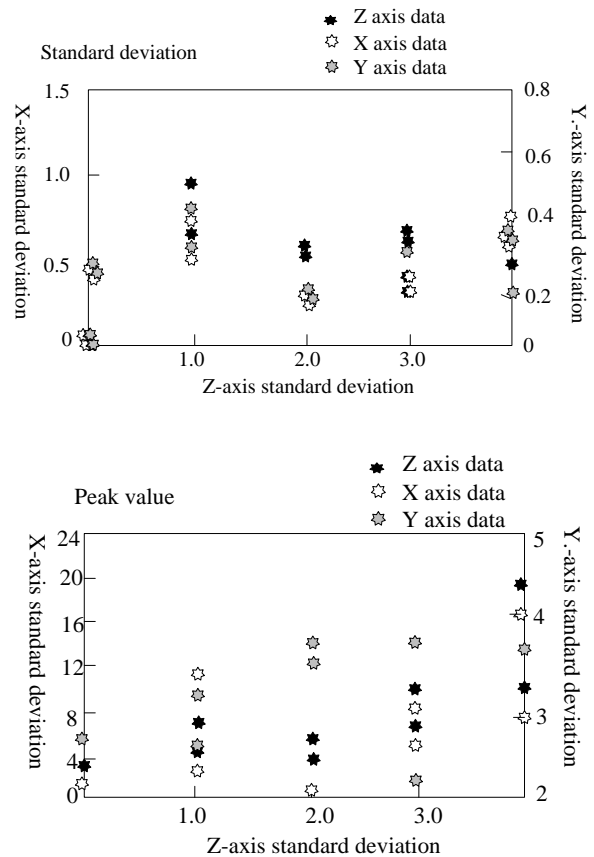 Z axis data
X axis data
Y axis data
Standard deviation
X-axis standard deviation
Y.-axis standard deviation
1.5
1.0
0.5
0
0.8
0.6
0.4
0.2
0
1.0 2.0 3.0
Z-axis standard deviation
Z axis data
X axis data
Y axis data
Peak value
X-axis standard deviation
Y.-axis standard deviation
24
20
16
12
8
4
0
5
4
3
2
1.0 2.0 3.0
Z-axis standard deviation